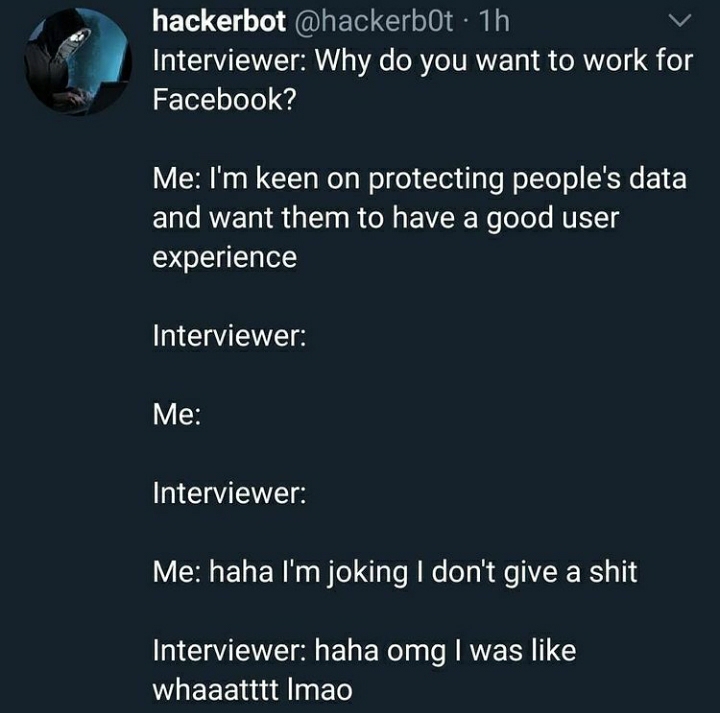 hackerbot @hackerb0t · 1h
Interviewer: Why do you want to work for
Facebook?
Me: I'm keen on protecting people's data
and want them to have a good user
experience
Interviewer:
Me:
Interviewer:
Me: haha I'm joking I don't give a shit
Interviewer: haha omg I was like
whaaatttt lmao